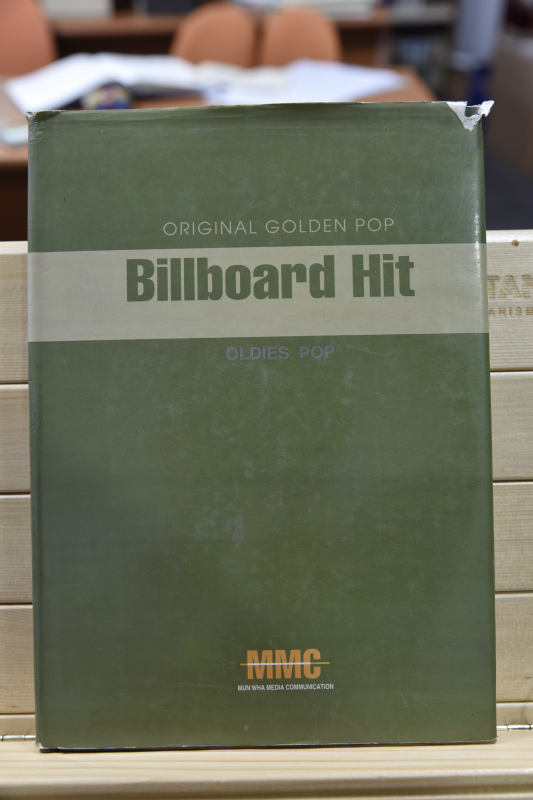 ORIGINAL GOLDEN POP
Billboard Hit
OLDIES POP
MMC
MUN WHA MEDIA COMMUNICATION